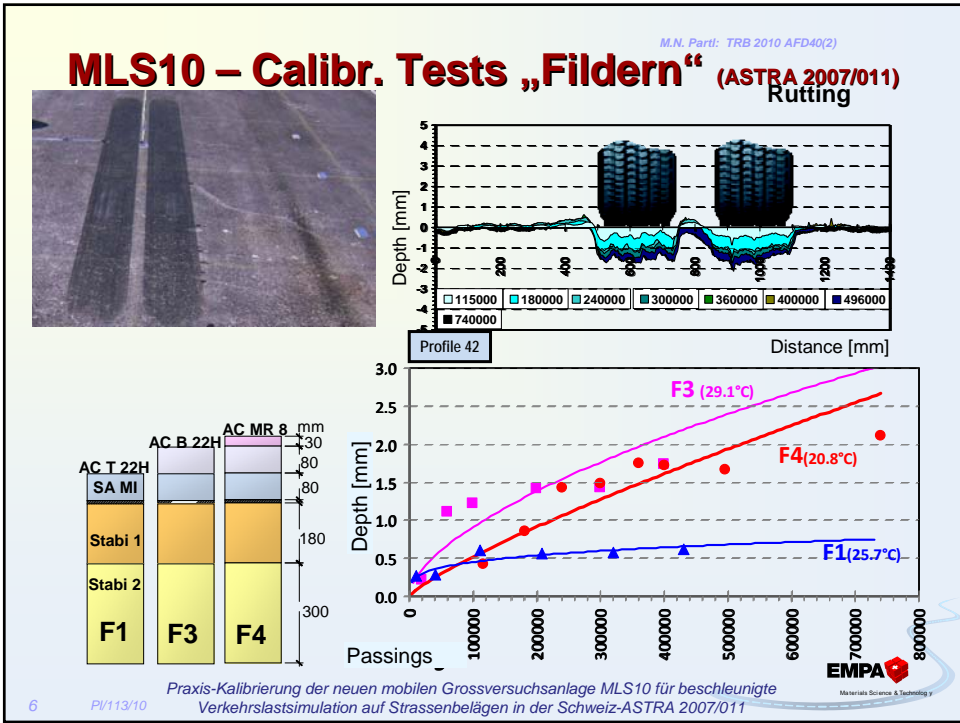 M.N. Partl: TRB 2010 AFD40(2)
MLS10 – Calibr. Tests „Fildern“ (ASTRA 2007/011)
Rutting
Depth [mm]
5
4
3
2
1
0
-1
-2
-3
-4
-5
0
200
400
600
800
1000
1200
1400
115000 180000 240000 300000 360000 400000 496000
740000
Profile 42
Distance [mm]
AC T 22H
AC B 22H
AC MR 8
mm
30
80
80
180
300
SA MI
Stabi 1
Stabi 2
F1 F3 F4
Depth [mm]
3.0
2.5
2.0
1.5
1.0
0.5
0.0
F3 (29.1°C)
F4(20.8°C)
F1(25.7°C)
0
100000
200000
300000
400000
500000
600000
700000
800000
Passings
EMPA
Materials Science & Technology
6
PI/113/10
Praxis-Kalibrierung der neuen mobilen Grossversuchsanlage MLS10 für beschleunigte
Verkehrslastsimulation auf Strassenbelägen in der Schweiz-ASTRA 2007/011